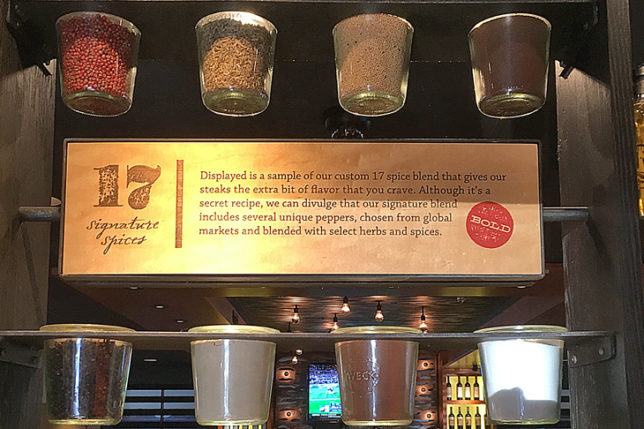 17
signature
spices
Displayed is a sample of our custom 17 spice blend that gives our
steaks the extra bit of flavor that you crave. Although it's a
secret recipe, we can divulge that our signature blend
includes several unique peppers, chosen from global
markets and blended with select herbs and spices.
BOLD
WECK